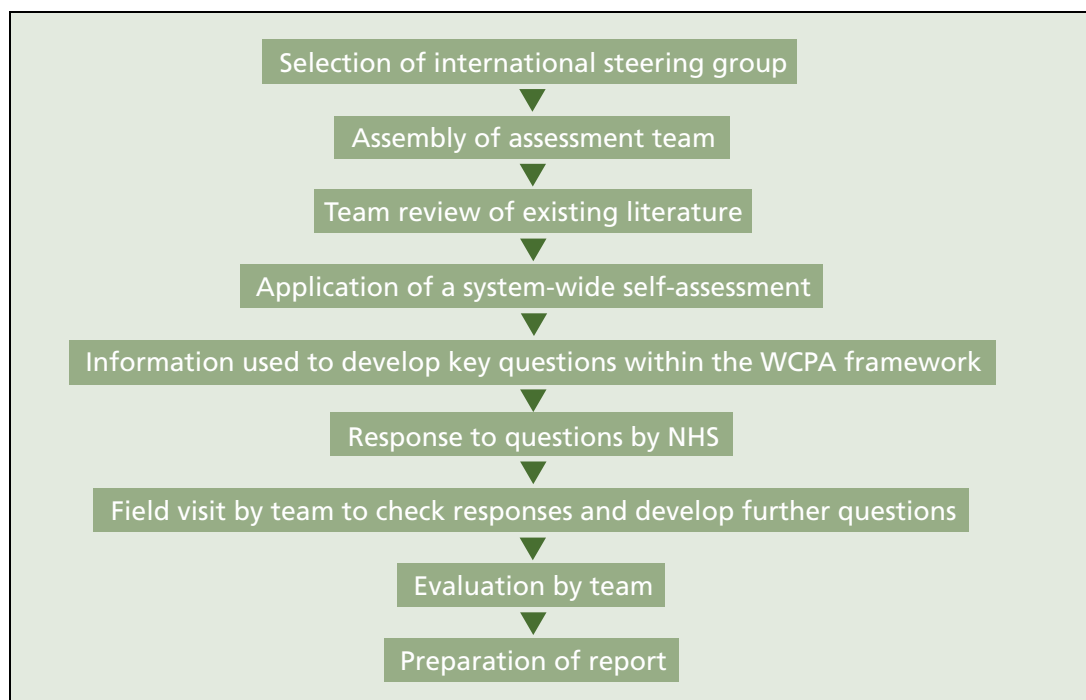 Selection of international steering group
Assembly of assessment team
Team review of existing literature
Application of a system-wide self-assessment
Information used to develop key questions within the WCPA framework
Response to questions by NHS
Field visit by team to check responses and develop further questions
Evaluation by team
Preparation of report